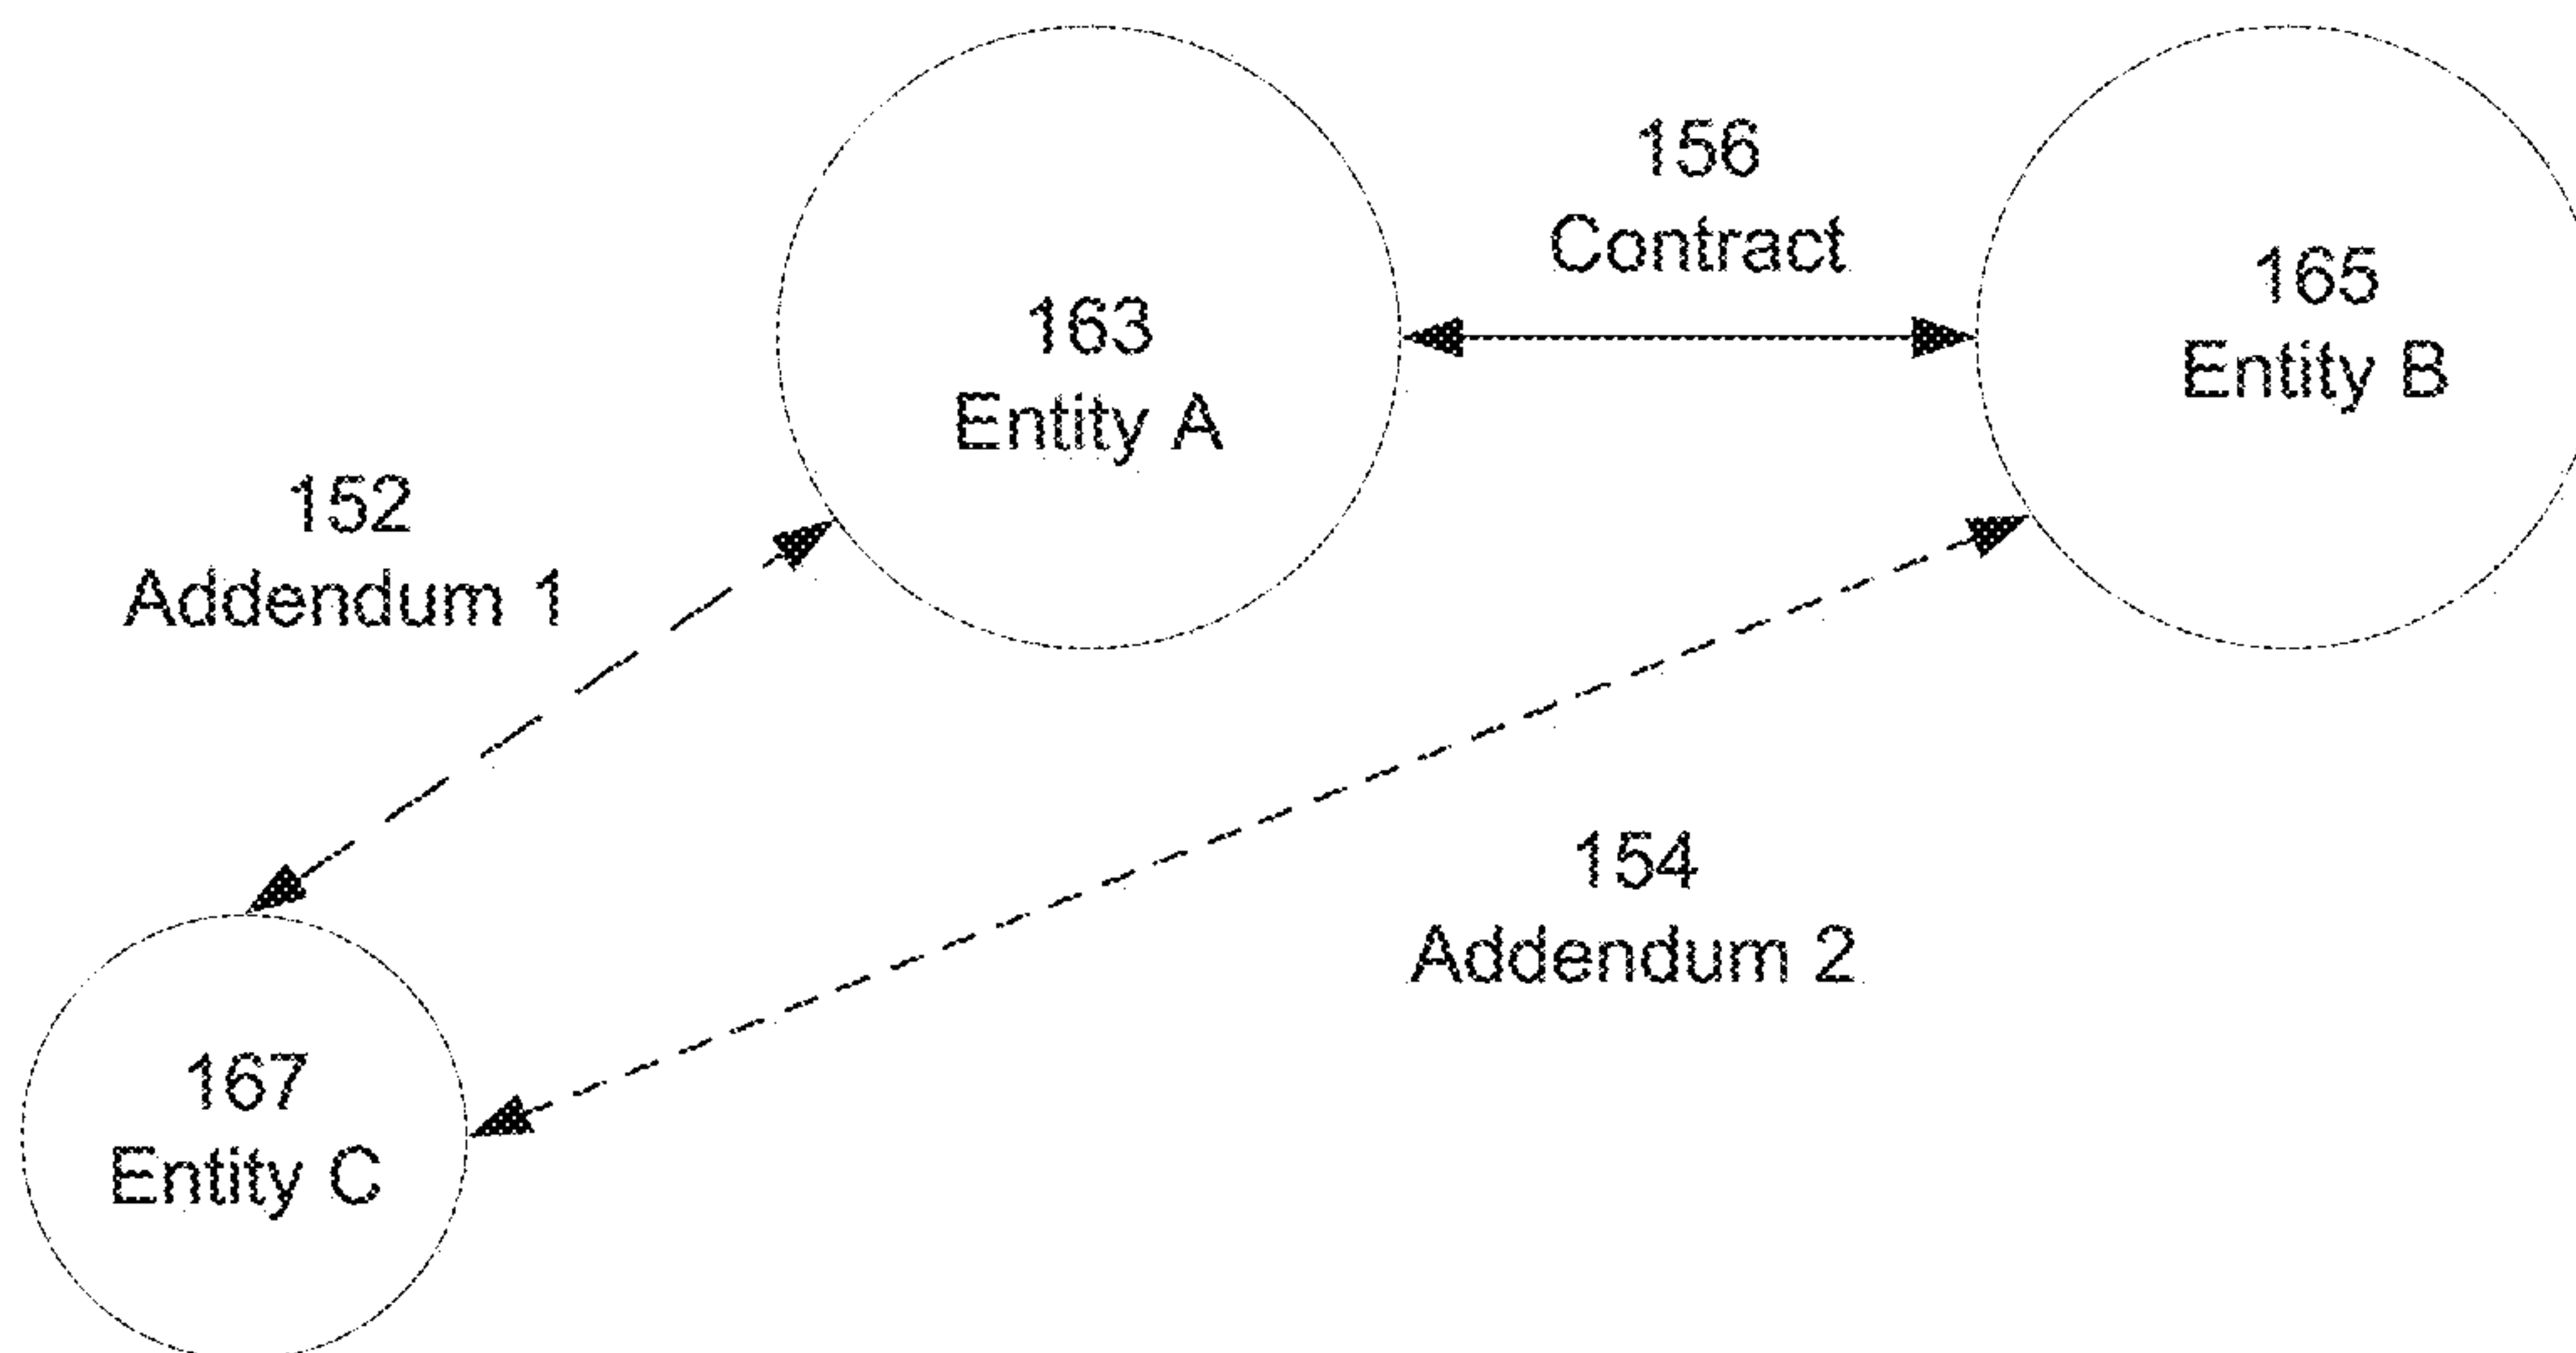 156
Contract
163
Entity A
165
Entity B
152
Addendum 1
154
Addendum 2
167
Entity C